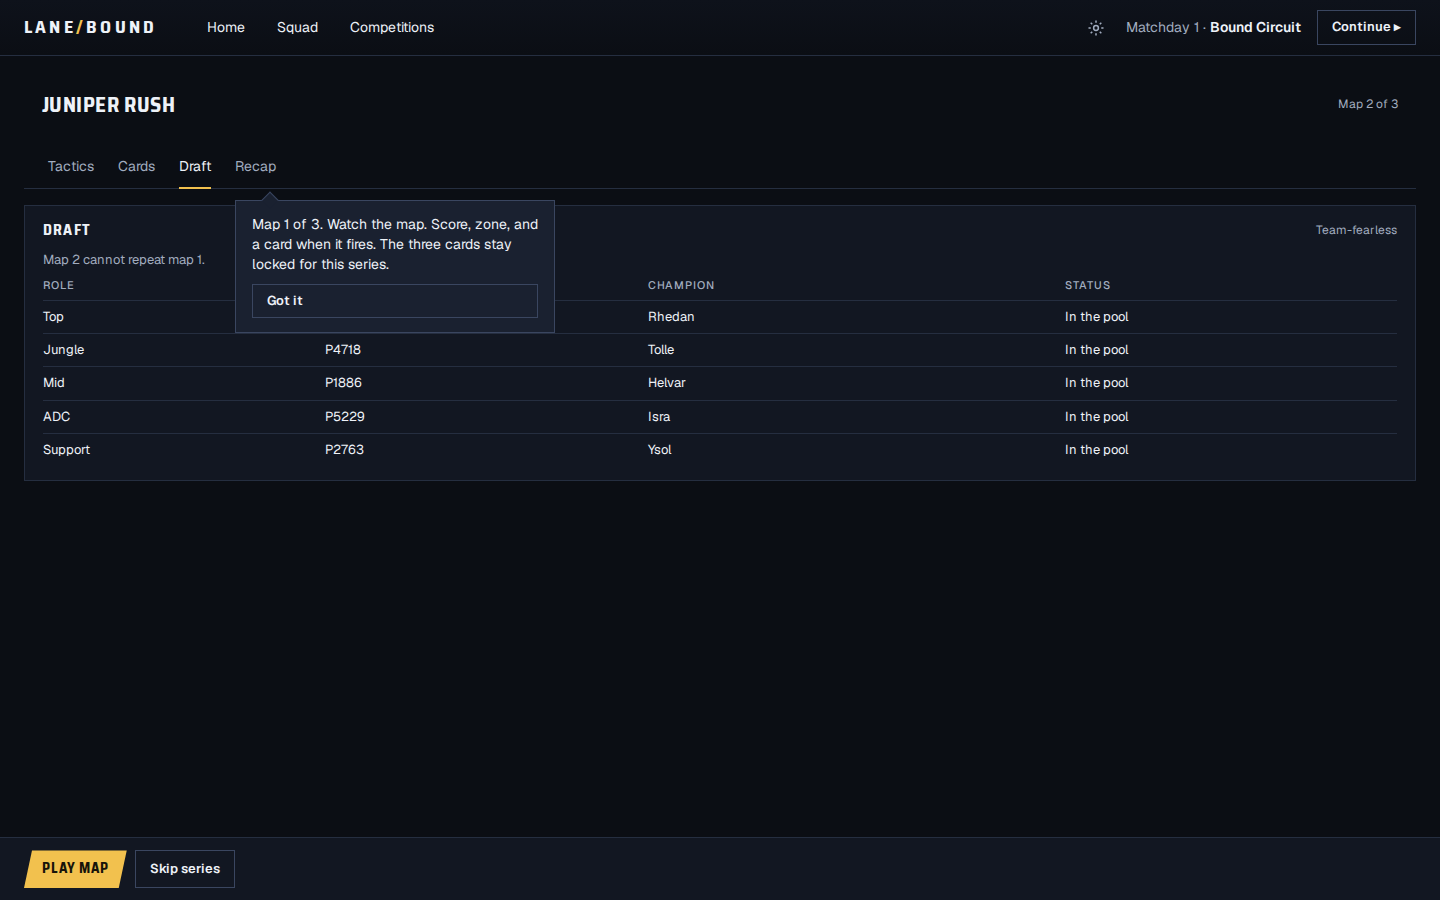 LANE/BOUND
Home Squad Competitions
Matchday 1 · Bound Circuit
Continue ▸
JUNIPER RUSH
Map 2 of 3
Tactics Cards Draft Recap
Map 1 of 3. Watch the map. Score, zone, and
a card when it fires. The three cards stay
locked for this series.
Got it
DRAFT
Team-fearless
Map 2 cannot repeat map 1.
ROLE CHAMPION STATUS
Top Rhedan In the pool
Jungle P4718 Tolle In the pool
Mid P1886 Helvar In the pool
ADC P5229 Isra In the pool
Support P2763 Ysol In the pool
PLAY MAP
Skip series